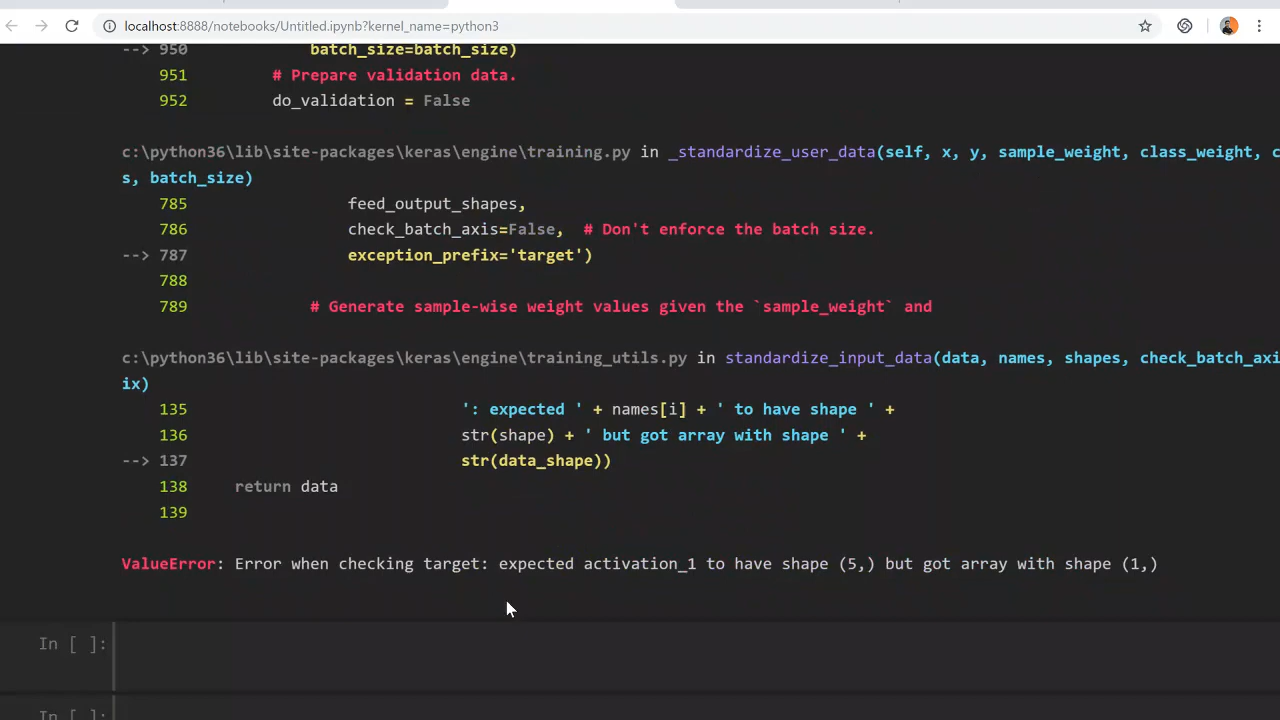 localhost:8888/notebooks/Untitled.ipynb?kernel_name=python3
--> 950 batch_size=batch_size)
951 # Prepare validation data.
952 do_validation = False
c:\python36\lib\site-packages\keras\engine\training.py in _standardize_user_data(self, x, y, sample_weight, class_weight, c
s, batch_size)
785 feed_output_shapes,
786 check_batch_axis=False, # Don't enforce the batch size.
--> 787 exception_prefix='target')
788
789 # Generate sample-wise weight values given the `sample_weight` and
c:\python36\lib\site-packages\keras\engine\training_utils.py in standardize_input_data(data, names, shapes, check_batch_axi
ix)
135 ': expected ' + names[i] + ' to have shape ' +
136 str(shape) + ' but got array with shape ' +
--> 137 str(data_shape))
138 return data
139
ValueError: Error when checking target: expected activation_1 to have shape (5,) but got array with shape (1,)
In [ ]:
In [ ]: